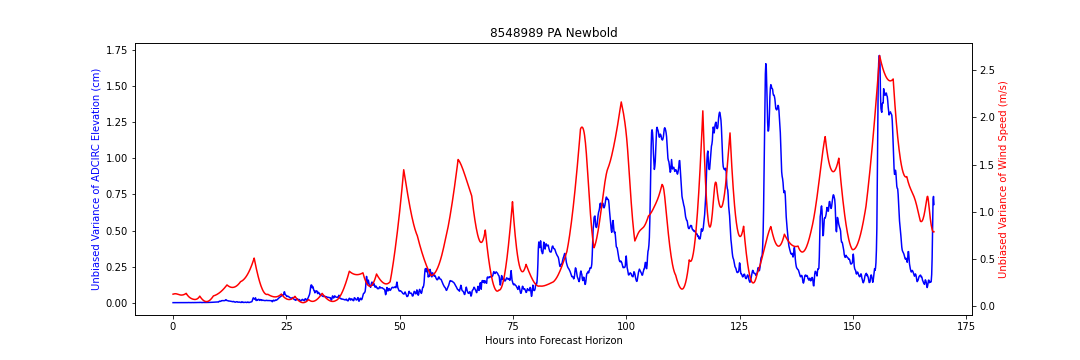 8548989 PA Newbold
Unbiased Variance of ADCIRC Elevation (cm)
1.75
1.50
1.25
1.00
0.75
0.50
0.25
0.00
2.5
2.0
1.5
1.0
0.5
0.0
Unbiased Variance of Wind Speed (m/s)
0 25 50 75 100 125 150 175
Hours into Forecast Horizon